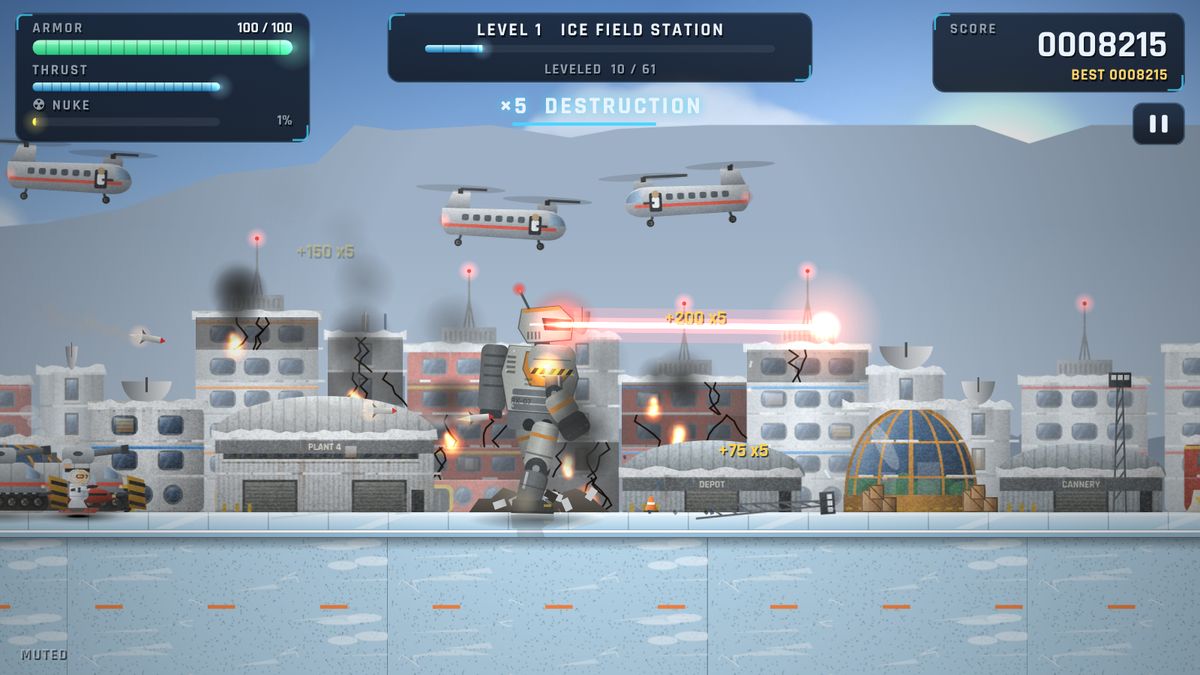 ARMOR 100 / 100
THRUST
NUKE
1%
LEVEL 1 ICE FIELD STATION
LEVELED 10 / 61
×5 DESTRUCTION
SCORE
0008215
BEST 0008215
+150 x5
+200 x5
PLANT 4
+75 x5
DEPOT
CANNERY
MUTED